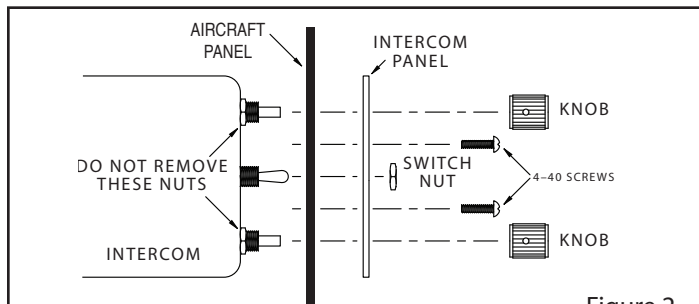 AIRCRAFT
PANEL
INTERCOM
PANEL
KNOB
DO NOT REMOVE
THESE NUTS
SWITCH
NUT
4-40 SCREWS
INTERCOM
KNOB
Figure 2